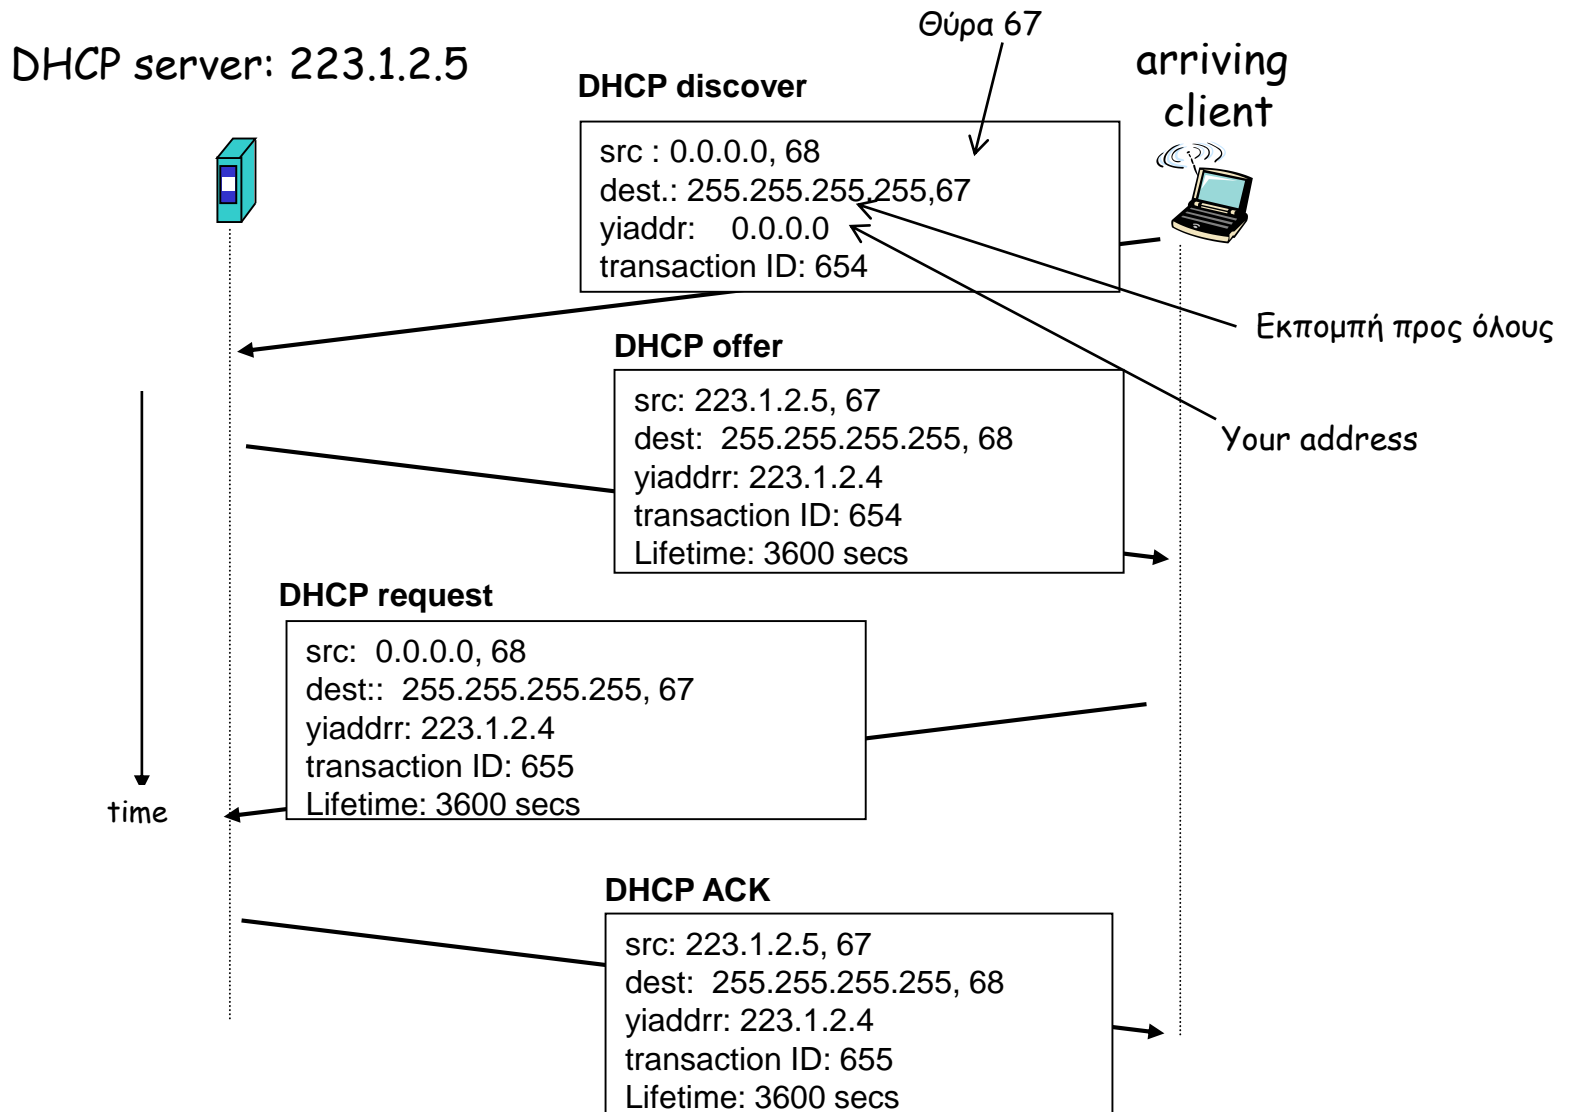 Θύρα 67
DHCP server: 223.1.2.5
arriving
client
DHCP discover
src : 0.0.0.0, 68
dest.: 255.255.255.255,67
yiaddr: 0.0.0.0
transaction ID: 654
Εκπομπή προς όλους
Your address
DHCP offer
src: 223.1.2.5, 67
dest: 255.255.255.255, 68
yiaddrr: 223.1.2.4
transaction ID: 654
Lifetime: 3600 secs
DHCP request
src: 0.0.0.0, 68
dest:: 255.255.255.255, 67
yiaddrr: 223.1.2.4
transaction ID: 655
Lifetime: 3600 secs
time
DHCP ACK
src: 223.1.2.5, 67
dest: 255.255.255.255, 68
yiaddrr: 223.1.2.4
transaction ID: 655
Lifetime: 3600 secs